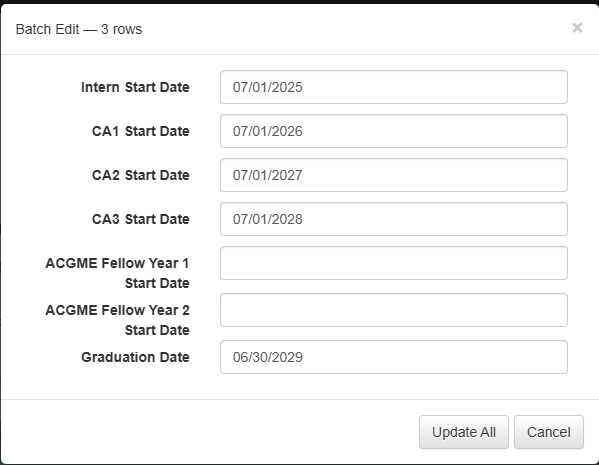 Batch Edit — 3 rows ×
Intern Start Date 07/01/2025
CA1 Start Date 07/01/2026
CA2 Start Date 07/01/2027
CA3 Start Date 07/01/2028
ACGME Fellow Year 1
Start Date
ACGME Fellow Year 2
Start Date
Graduation Date 06/30/2029
Update All Cancel